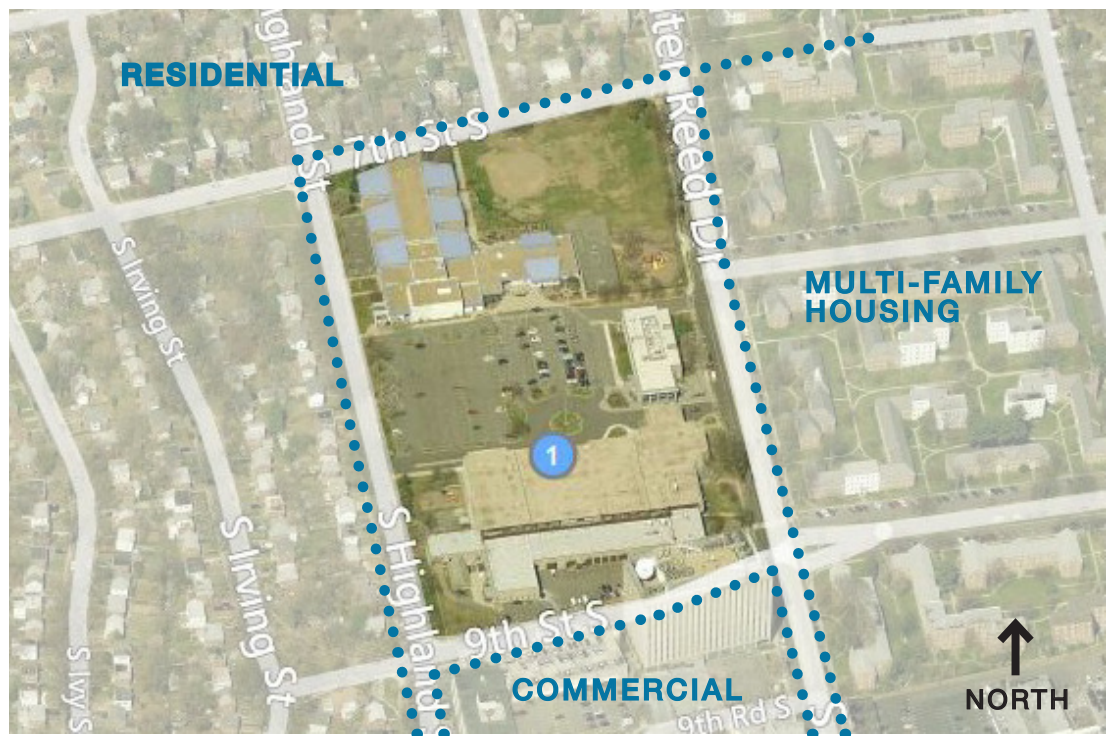 RESIDENTIAL
7th St S
Reed Dr
MULTI-FAMILY
HOUSING
S Irving St
1
S Irving St
S Highland
9th St S
COMMERCIAL
9th Rd S
NORTH